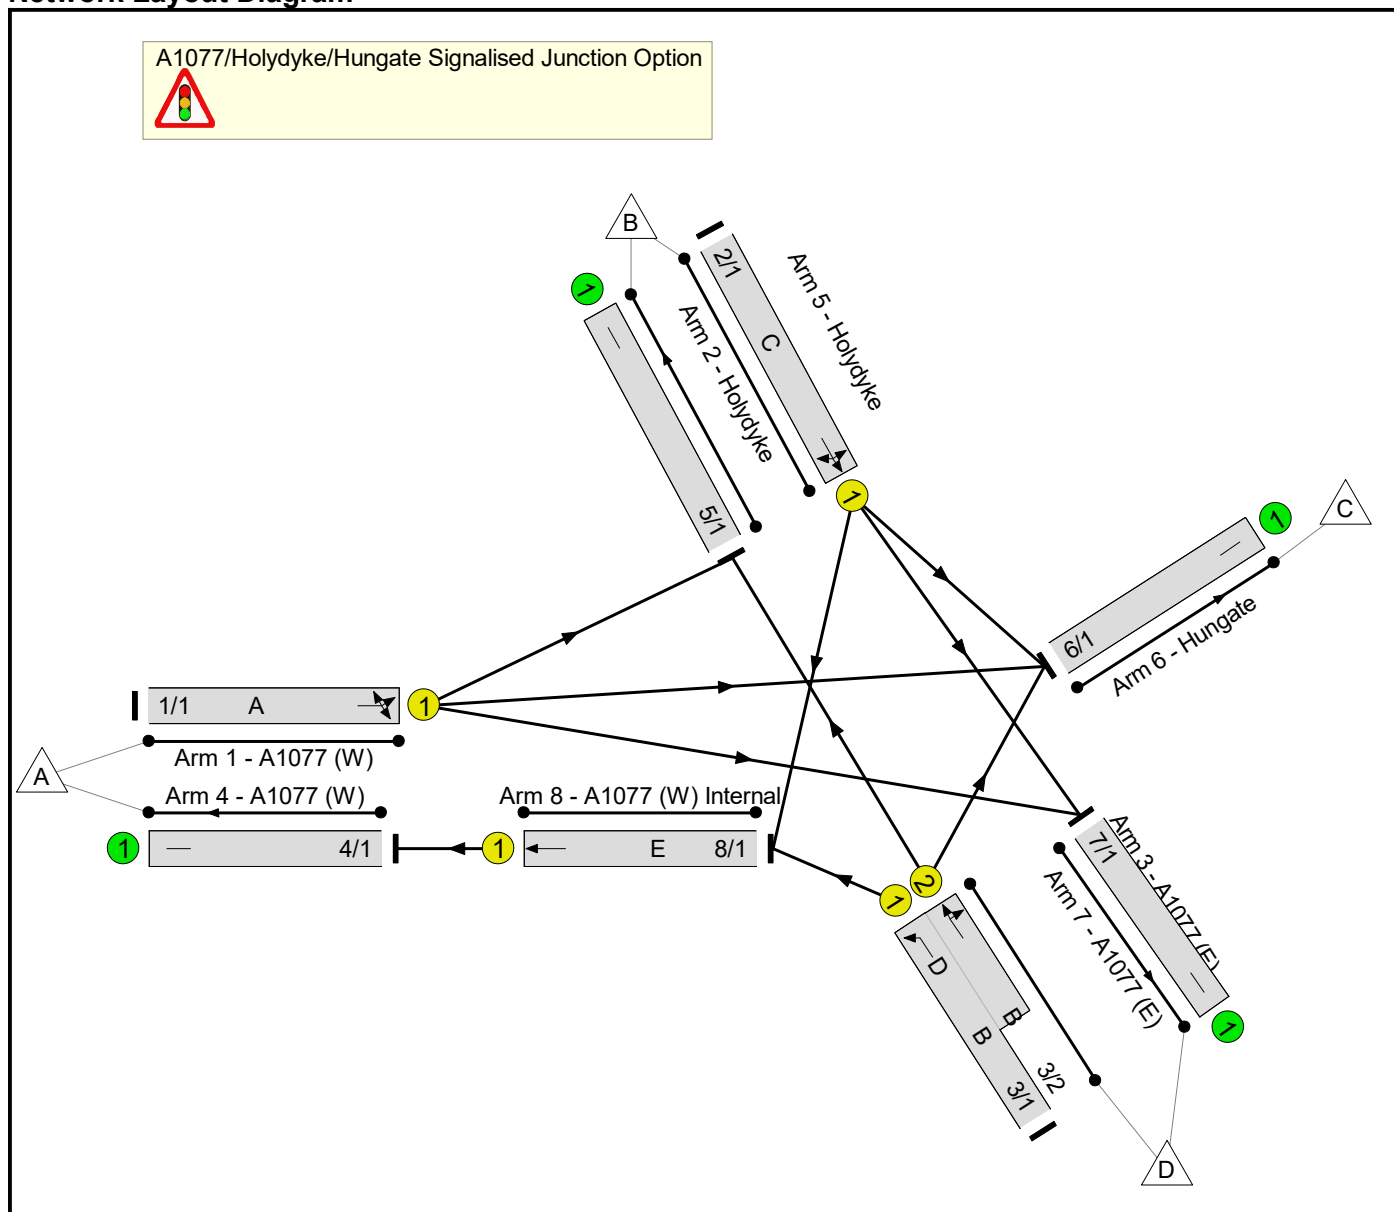 Network Layout Diagram
A1077/Holydyke/Hungate Signalised Junction Option
B
1
2/1
C
Arm 5 - Holydyke
Arm 2 - Holydyke
5/1
1
C
1
6/1
Arm 6 - Hungate
1/1
A
1
Arm 1 - A1077 (W)
A
Arm 4 - A1077 (W)
Arm 8 - A1077 (W) Internal
1
4/1
1
E
8/1
7/1
Arm 3 - A1077 (E)
Arm 7 - A1077 (E)
1
1
2
D
B
B
3/1
3/2
D